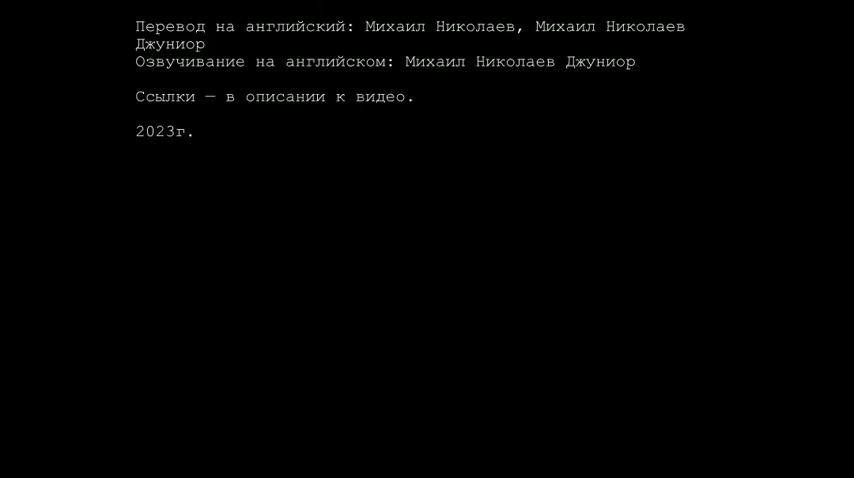 Перевод на английский: Михаил Николаев, Михаил Николаев
Джуниор
Озвучивание на английском: Михаил Николаев Джуниор
Ссылки — в описании к видео.
2023г.